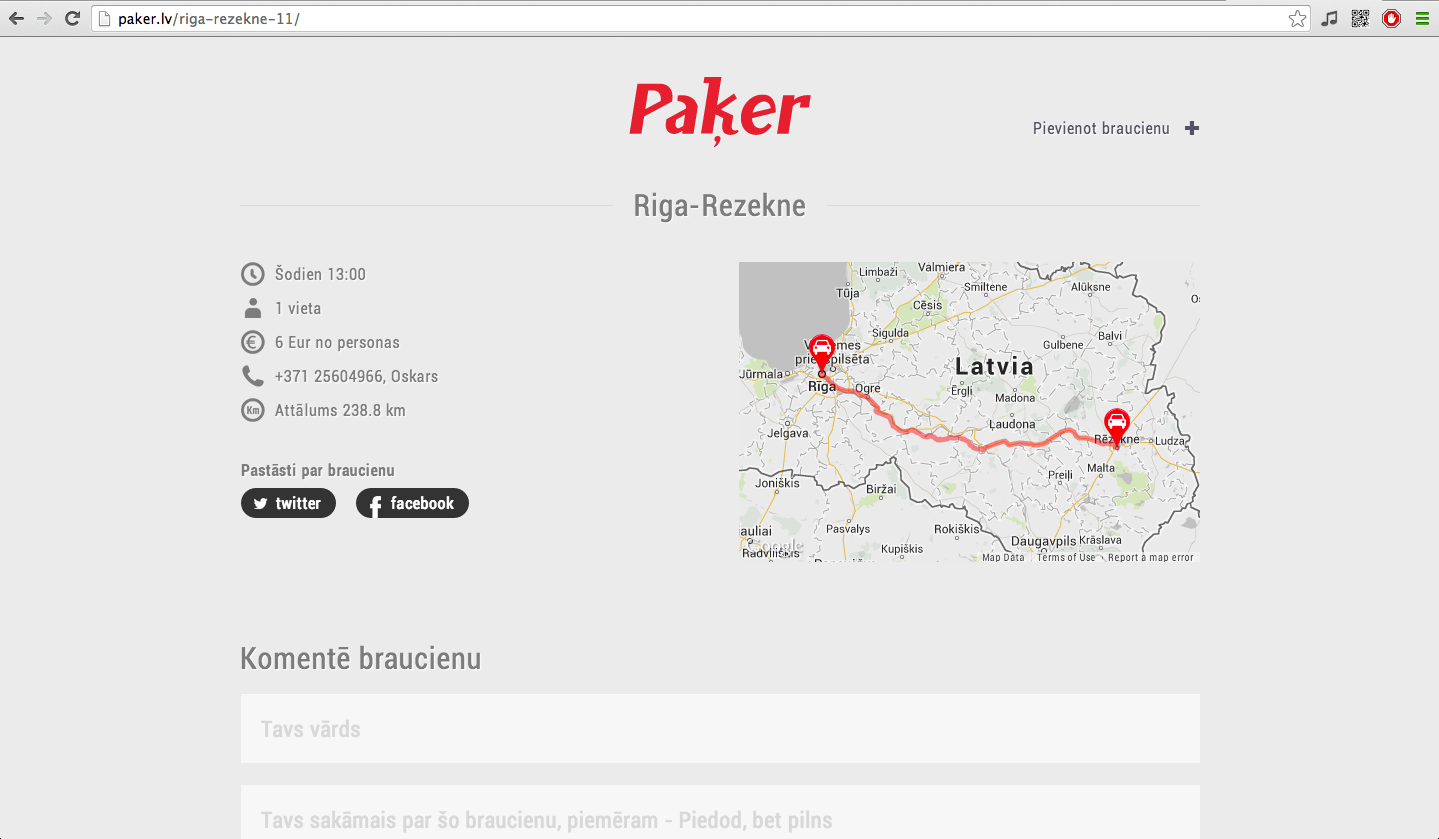 paker.lv/riga-rezekne-11/
Paķer
Pievienot braucienu
Riga-Rezekne
Šodien 13:00
1 vieta
6 Eur no personas
+371 25604966, Oskars
Km Attālums 238.8 km
Pastāsti par braucienu
twitter facebook
Limbaži
Valmiera
Tūja
Smiltene
Alūksne
Cēsis
Sigulda
Gulbene
Balvi
Latvia
Jūrmala
Rīga
Ogre
Ērgļi
Madona
Ļaudona
Rēzekne
Ludza
Jelgava
Preiļi
Malta
Joniškis
Biržai
Pasvalys
Rokiškis
Kupiškis
Daugavpils
Krāslava
Google
Map Data Terms of Use Report a map error
Komentē braucienu
Tavs vārds
Tavs sakāmais par šo braucienu, piemēram - Piedod, bet pilns